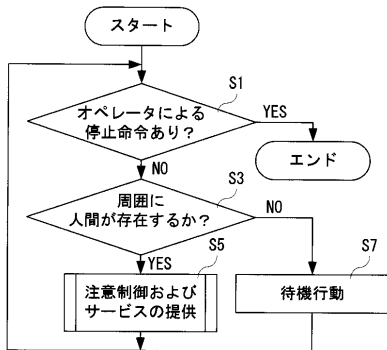 スタート
S1
オペレータによる
停止命令あり?
YES
エンド
NO
S3
周囲に
人間が存在するか?
NO
YES
S5
注意制御および
サービスの提供
S7
待機行動